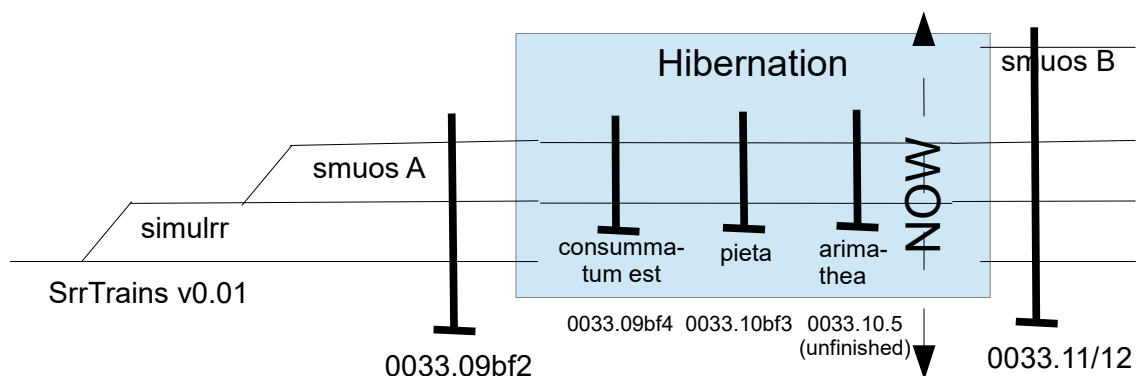 Hibernation
smuos B
smuos A
simulrr
SrrTrains v0.01
NOW
consumma-
tum est
pieta
arima-
thea
0033.09bf4
0033.10bf3
0033.10.5
(unfinished)
0033.09bf2
0033.11/12